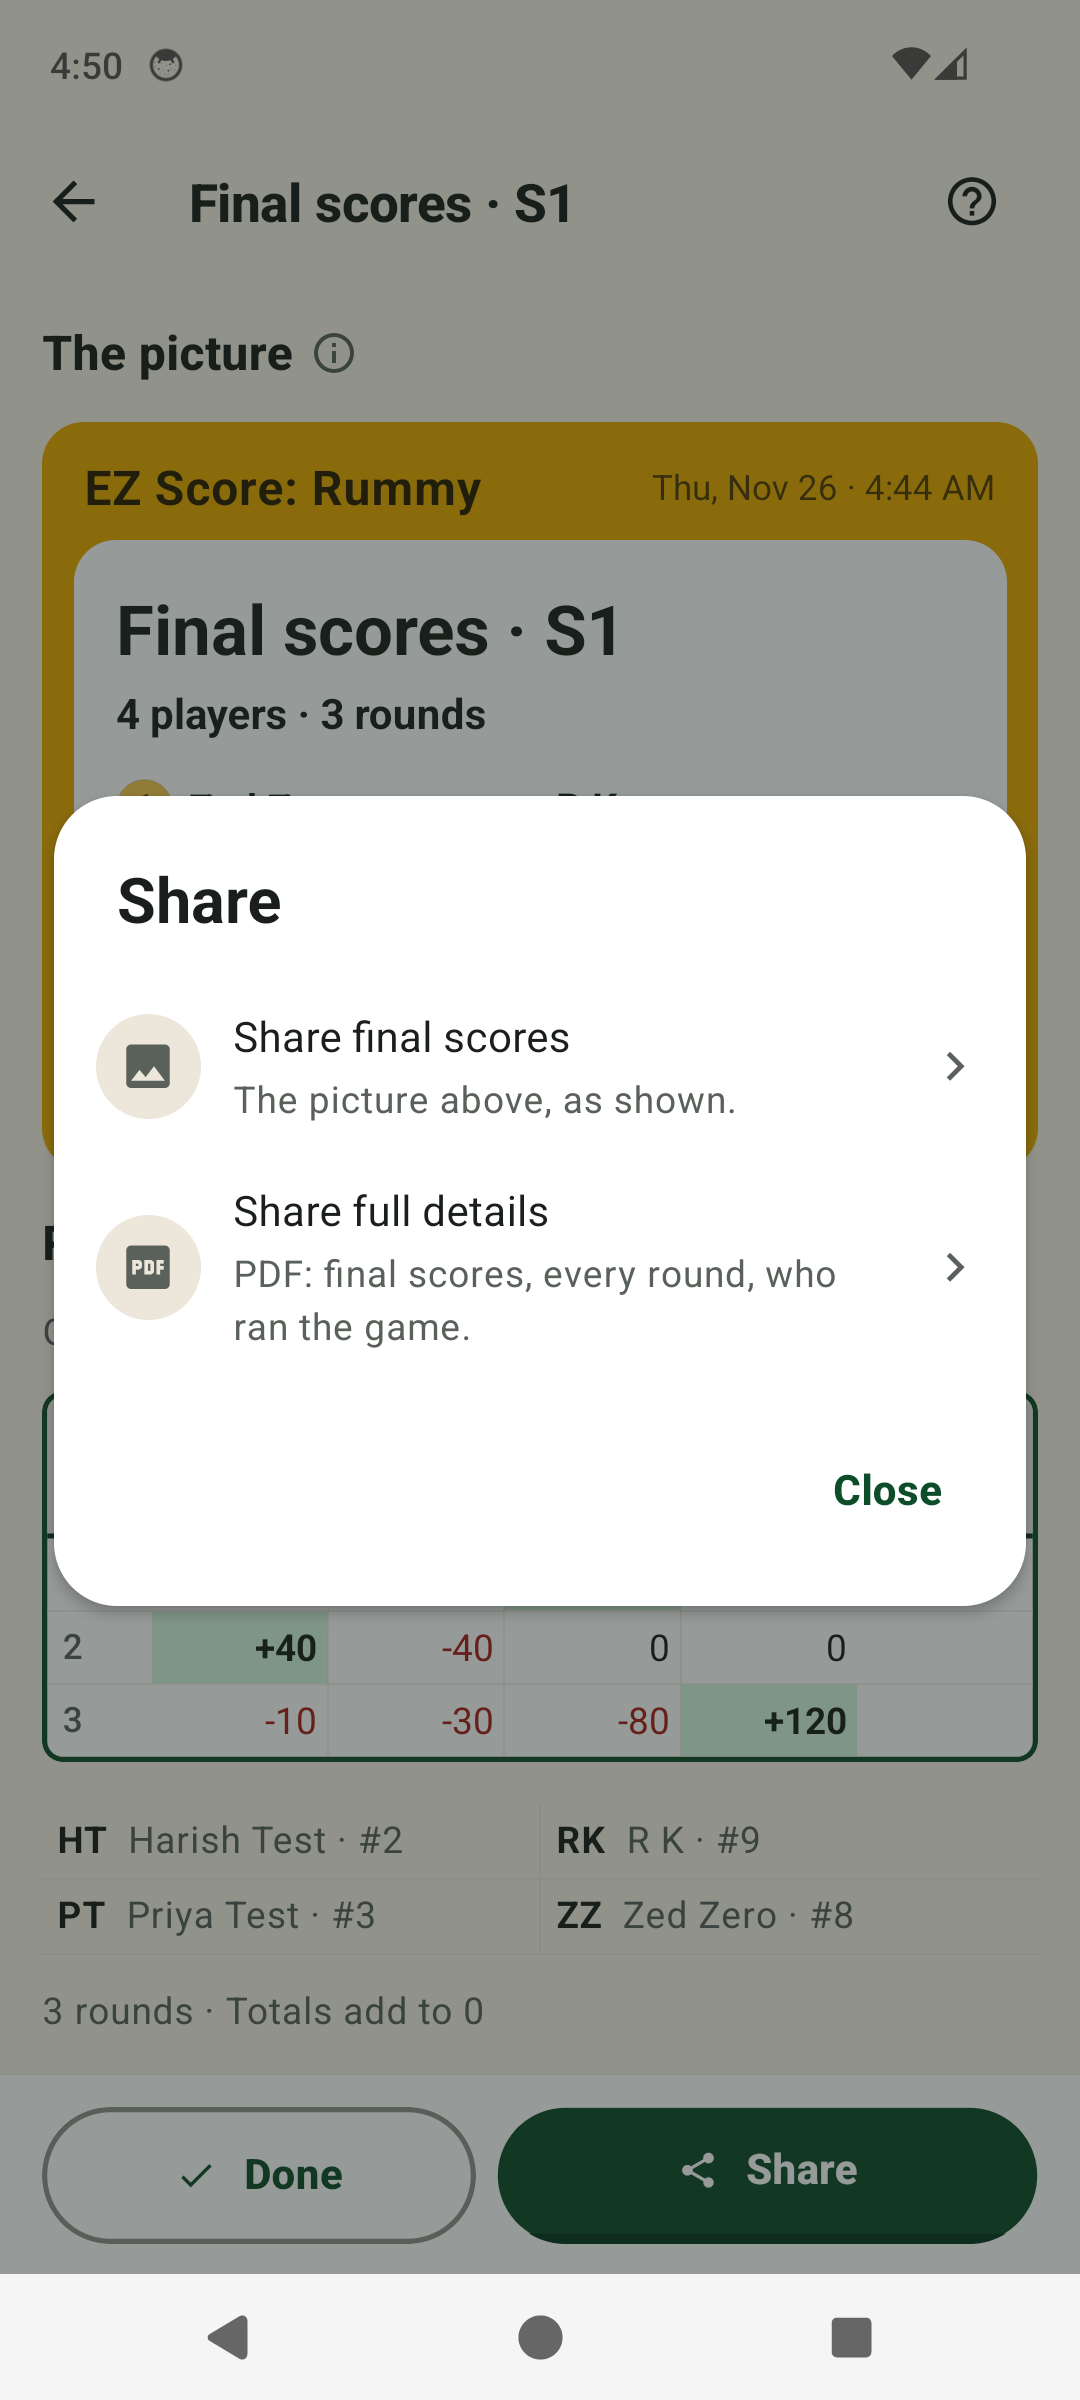 4:50
Final scores · S1
The picture
EZ Score: Rummy
Thu, Nov 26 · 4:44 AM
Final scores · S1
4 players · 3 rounds
Share
Share final scores
The picture above, as shown.
Share full details
PDF
PDF: final scores, every round, who
ran the game.
Close
2 +40 -40 0 0
3 -10 -30 -80 +120
HT Harish Test · #2
RK R K · #9
PT Priya Test · #3
ZZ Zed Zero · #8
3 rounds · Totals add to 0
Done
Share